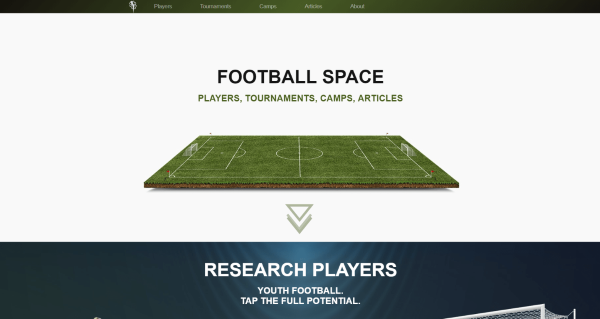 Players Tournaments Camps Articles About
FOOTBALL SPACE
PLAYERS, TOURNAMENTS, CAMPS, ARTICLES
RESEARCH PLAYERS
YOUTH FOOTBALL.
TAP THE FULL POTENTIAL.